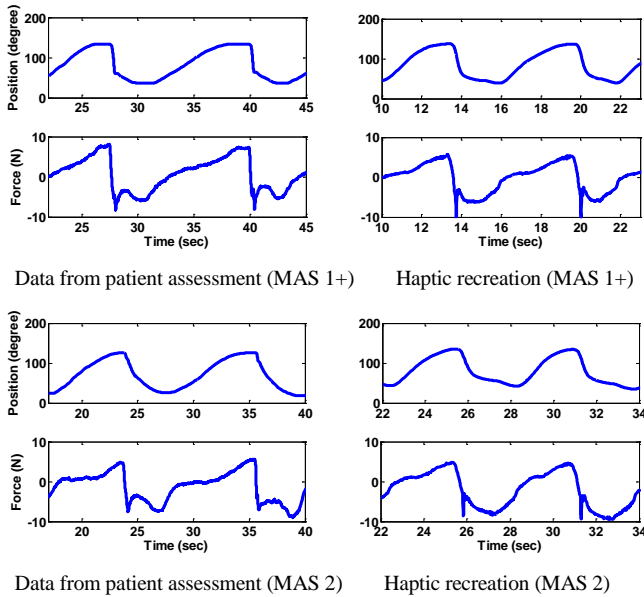 200
100
0
Position (degree)
25 30 35 40 45
10
0
-10
Force (N)
25 30 35 40 45
Time (sec)
200
100
0
10 12 14 16 18 20 22
10
0
-10
10 12 14 16 18 20 22
Time (sec)
Data from patient assessment (MAS 1+) Haptic recreation (MAS 1+)
200
100
0
Position (degree)
20 25 30 35 40
10
0
-10
Force (N)
20 25 30 35 40
Time (sec)
200
100
0
22 24 26 28 30 32 34
10
0
-10
22 24 26 28 30 32 34
Time (sec)
Data from patient assessment (MAS 2) Haptic recreation (MAS 2)